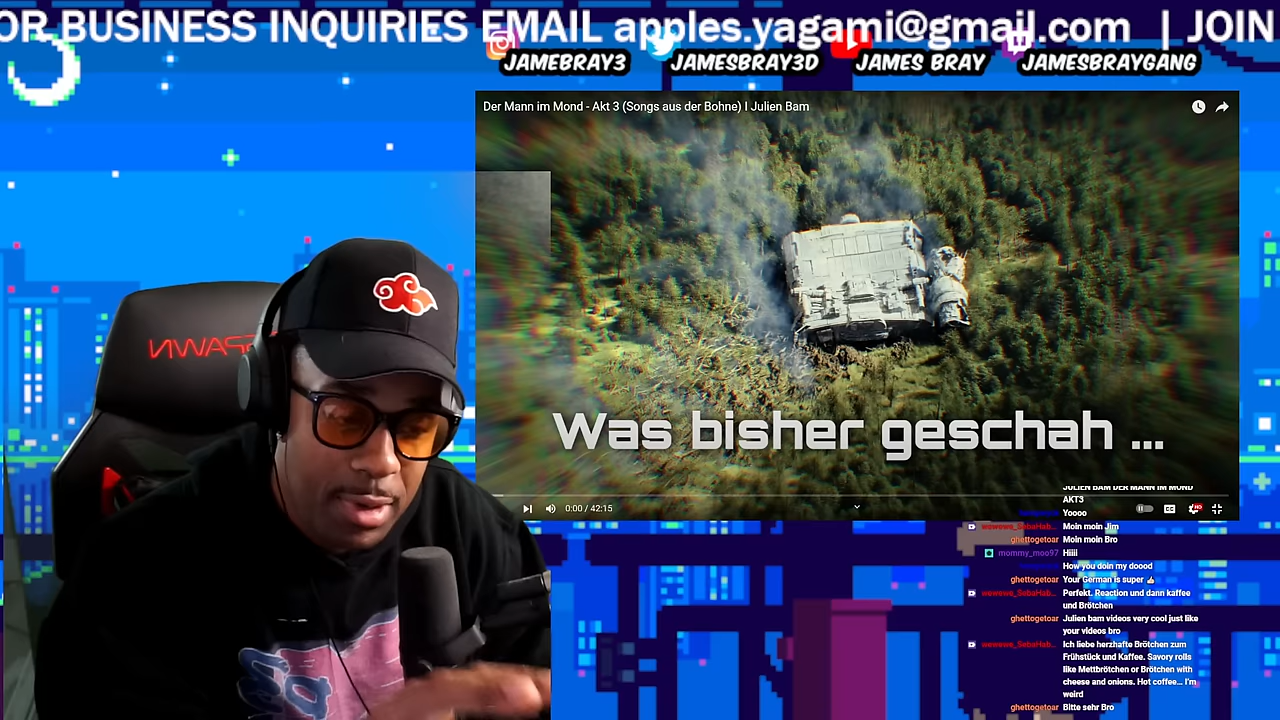 OR BUSINESS INQUIRIES EMAIL apples.yagami@gmail.com | JOIN
JAMEBRAY3
JAMESBRAY3D
JAMES BRAY
JAMESBRAYGANG
Der Mann im Mond - Akt 3 (Songs aus der Bohne) I Julien Bam
Was bisher geschah ...
0:00 / 42:15
JULIEN BAM DER MANN IM MOND
AKT3
Yoooo
Moin moin Jim
ghettogetoar Moin moin Bro
mommy_moo97 Hiiii
How you doin my doood
ghettogetoar Your German is super 👍
Perfekt. Reaction und dann kaffee
und Brötchen
ghettogetoar Julien bam videos very cool just like
your videos bro
Ich liebe herzhafte Brötchen zum
Frühstück und Kaffee. Savory rolls
like Mettbrötchen or Brötchen with
cheese and onions. Hot coffee... I'm
weird
ghettogetoar Bitte sehr Bro